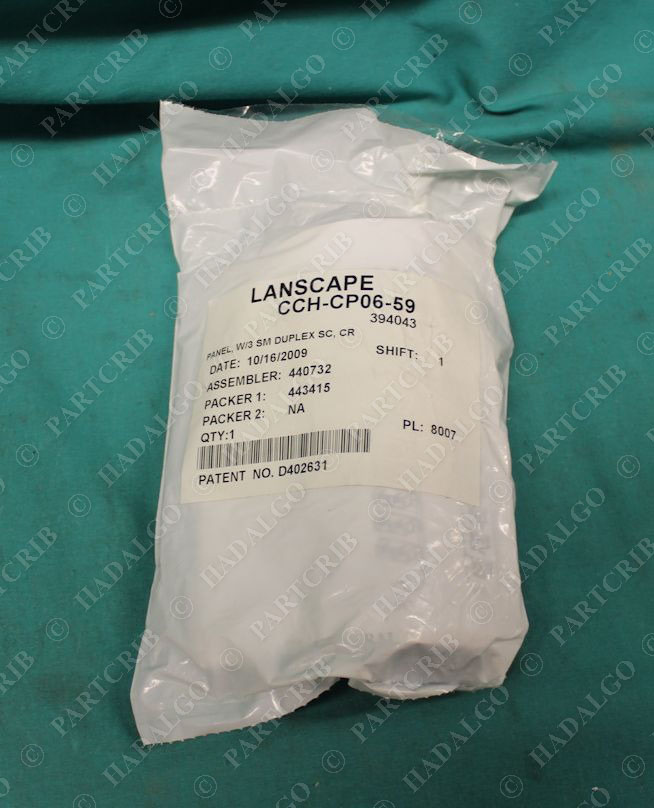 LANSCAPE
CCH-CP06-59
394043
PANEL, W/3 SM DUPLEX SC, CR
DATE: 10/16/2009 SHIFT: 1
ASSEMBLER: 440732
PACKER 1: 443415
PACKER 2: NA
QTY:1 PL: 8007
PATENT NO. D402631
© HADALGO
© PARTCRIB